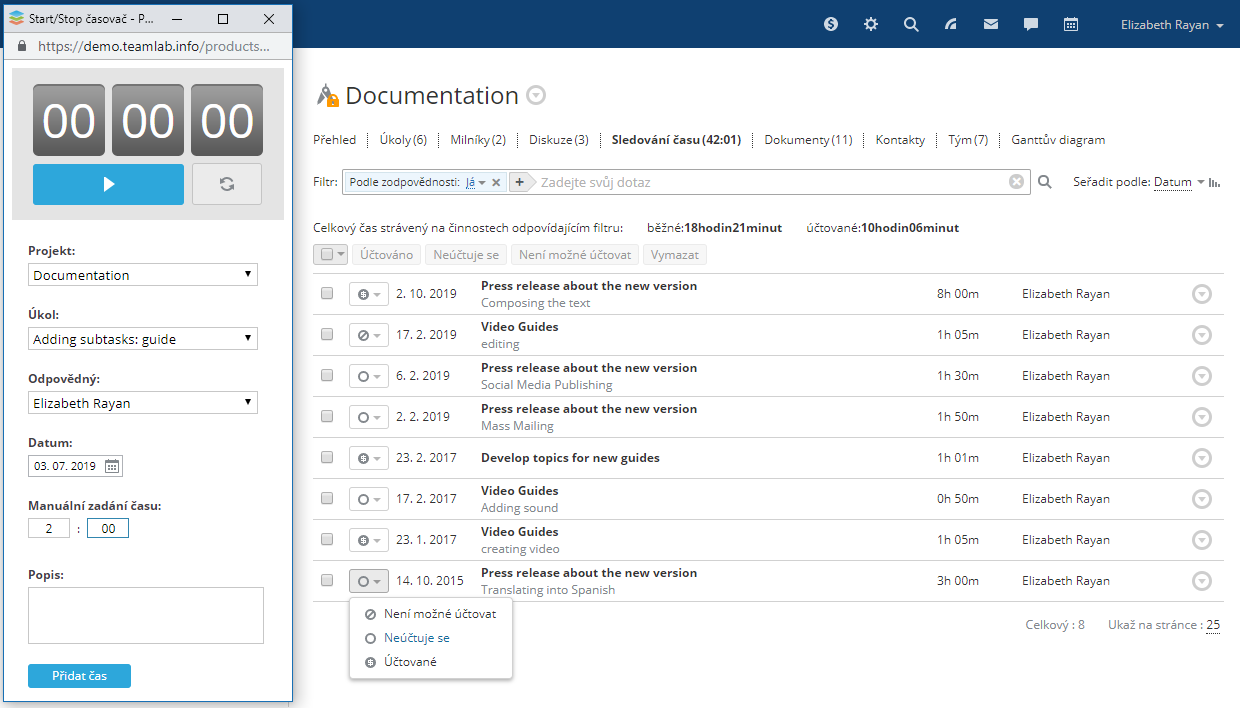 Start/Stop časovač - P...
https://demo.teamlab.info/products...
00 00 00
Projekt:
Documentation
Úkol:
Adding subtasks: guide
Odpovědný:
Elizabeth Rayan
Datum:
03. 07. 2019
Manuální zadání času:
2 : 00
Popis:
Přidat čas
Elizabeth Rayan
Documentation
Přehled Úkoly (6) Milníky (2) Diskuze (3) Sledování času (42:01) Dokumenty (11) Kontakty Tým (7) Ganttův diagram
Filtr: Podle zodpovědnosti: Já + Zadejte svůj dotaz Seřadit podle: Datum
Celkový čas strávený na činnostech odpovídajícím filtru: běžné:18hodin21minut účtované:10hodin06minut
Účtováno Neúčtuje se Není možné účtovat Vymazat
2. 10. 2019 Press release about the new version 8h 00m Elizabeth Rayan
Composing the text
17. 2. 2019 Video Guides 1h 05m Elizabeth Rayan
editing
6. 2. 2019 Press release about the new version 1h 30m Elizabeth Rayan
Social Media Publishing
2. 2. 2019 Press release about the new version 1h 50m Elizabeth Rayan
Mass Mailing
23. 2. 2017 Develop topics for new guides 1h 01m Elizabeth Rayan
17. 2. 2017 Video Guides 0h 50m Elizabeth Rayan
Adding sound
23. 1. 2017 Video Guides 1h 05m Elizabeth Rayan
creating video
14. 10. 2015 Press release about the new version 3h 00m Elizabeth Rayan
Translating into Spanish
Není možné účtovat
Neúčtuje se
Účtované
Celkový : 8 Ukaž na stránce : 25